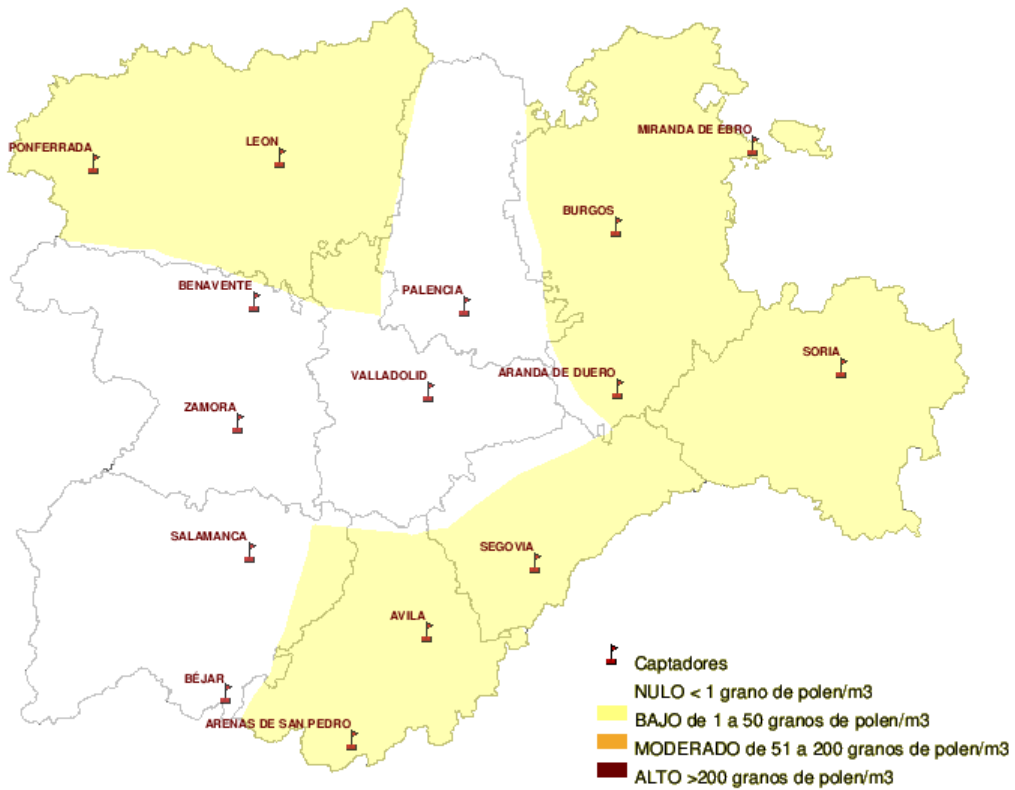 MIRANDA DE EBRO
LEON
PONFERRADA
BURGOS
BENAVENTE
PALENCIA
SORIA
VALLADOLID
ARANDA DE DUERO
ZAMORA
SALAMANCA
SEGOVIA
AVILA
BÉJAR
ARENAS DE SAN PEDRO
Captadores
NULO < 1 grano de polen/m3
BAJO de 1 a 50 granos de polen/m3
MODERADO de 51 a 200 granos de polen/m3
ALTO >200 granos de polen/m3